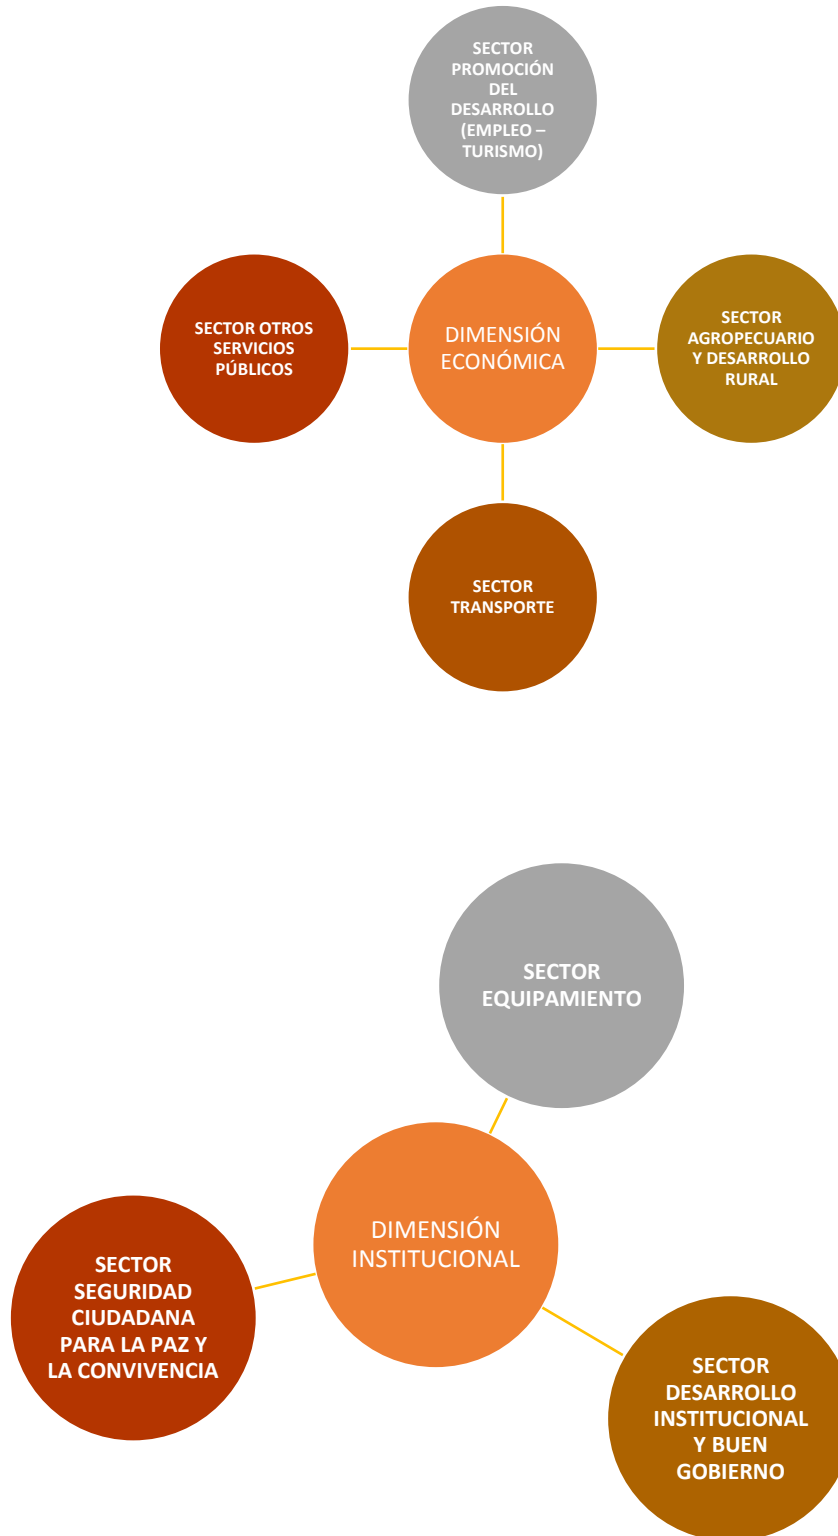 SECTOR
PROMOCIÓN
DEL
DESARROLLO
(EMPLEO –
TURISMO)
SECTOR OTROS
SERVICIOS
PÚBLICOS
DIMENSIÓN
ECONÓMICA
SECTOR
AGROPECUARIO
Y DESARROLLO
RURAL
SECTOR
TRANSPORTE
SECTOR
EQUIPAMIENTO
DIMENSIÓN
INSTITUCIONAL
SECTOR
SEGURIDAD
CIUDADANA
PARA LA PAZ Y
LA CONVIVENCIA
SECTOR
DESARROLLO
INSTITUCIONAL
Y BUEN
GOBIERNO